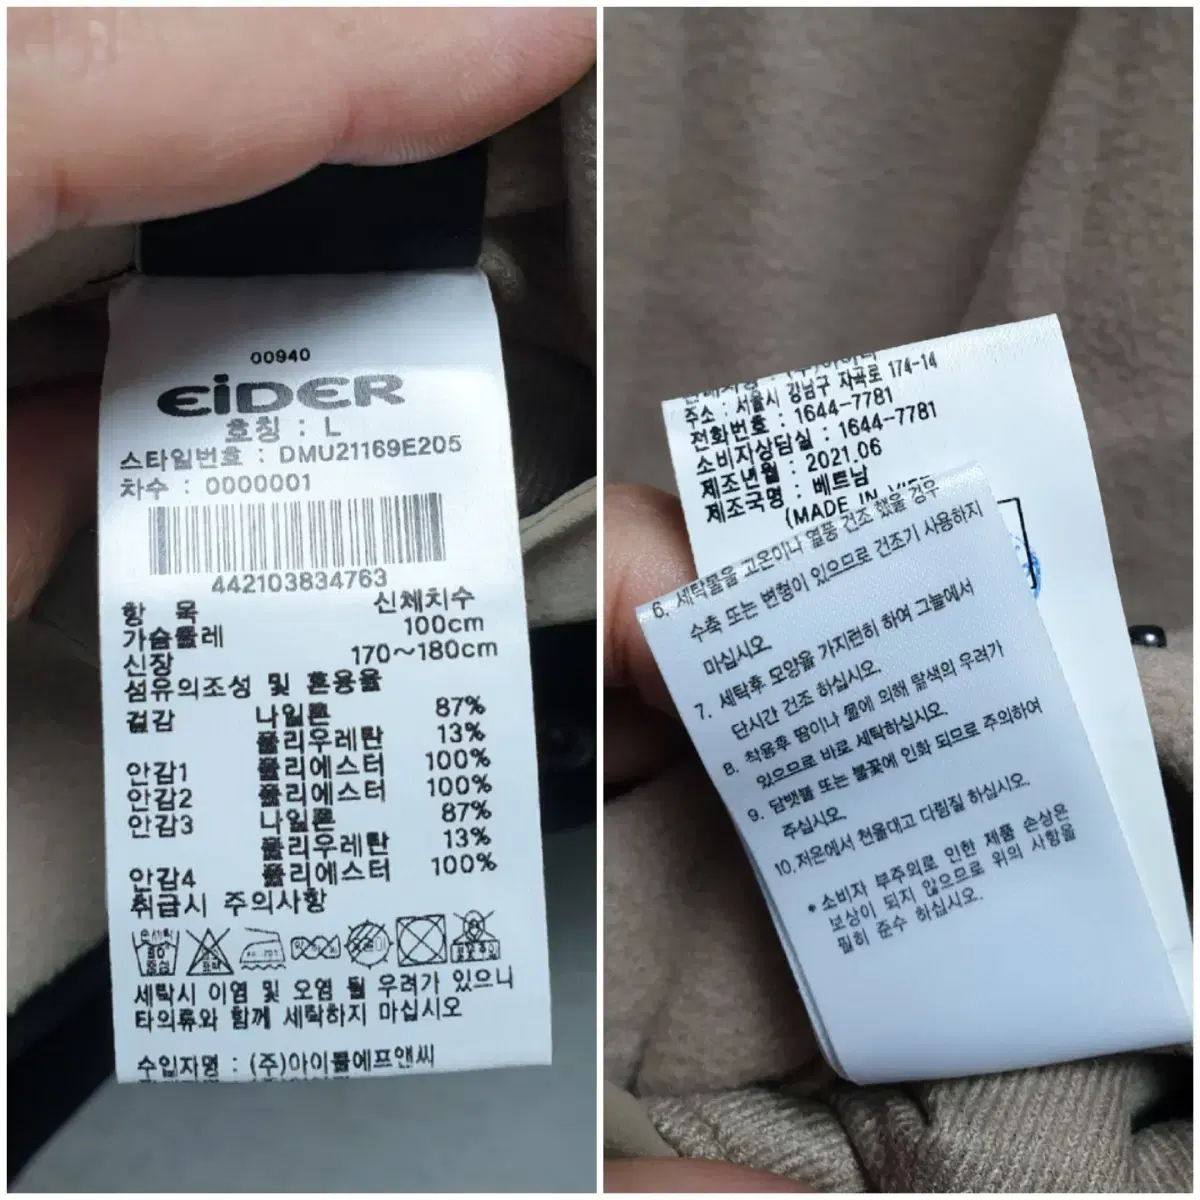 00940
EiDER
호칭 : L
스타일번호 : DMU21169E205
차수 : 0000001
442103834763
항 목 신체치수
가슴둘레 100cm
신장 170~180cm
섬유의조성 및 혼용율
겉감 나일론 87%
폴리우레탄 13%
안감1 폴리에스터 100%
안감2 폴리에스터 100%
안감3 나일론 87%
폴리우레탄 13%
안감4 폴리에스터 100%
취급시 주의사항
세탁시 이염 및 오염 될 우려가 있으니
타의류와 함께 세탁하지 마십시오
수입자명 : (주)아이올에프앤씨
주소 : 서울시 강남구 자곡로 174-14
전화번호 : 1644-7781
소비자상담실 : 1644-7781
제조년월 : 2021.06
제조국명 : 베트남
(MADE IN
6. 세탁물을 고온이나 열풍 건조 했을 경우
수축 또는 변형이 있으므로 건조기 사용하지
마십시오.
7. 세탁후 모양을 가지런히 하여 그늘에서
단시간 건조 하십시오.
8. 착용후 땀이나 물에 의해 탈색의 우려가
있으므로 바로 세탁하십시오.
9. 담뱃불 또는 불꽃에 인화 되므로 주의하여
주십시오.
10.저온에서 천을대고 다림질 하십시오.
* 소비자 부주의로 인한 제품 손상은
보상이 되지 않으므로 위의 사항을
필히 준수 하십시오.